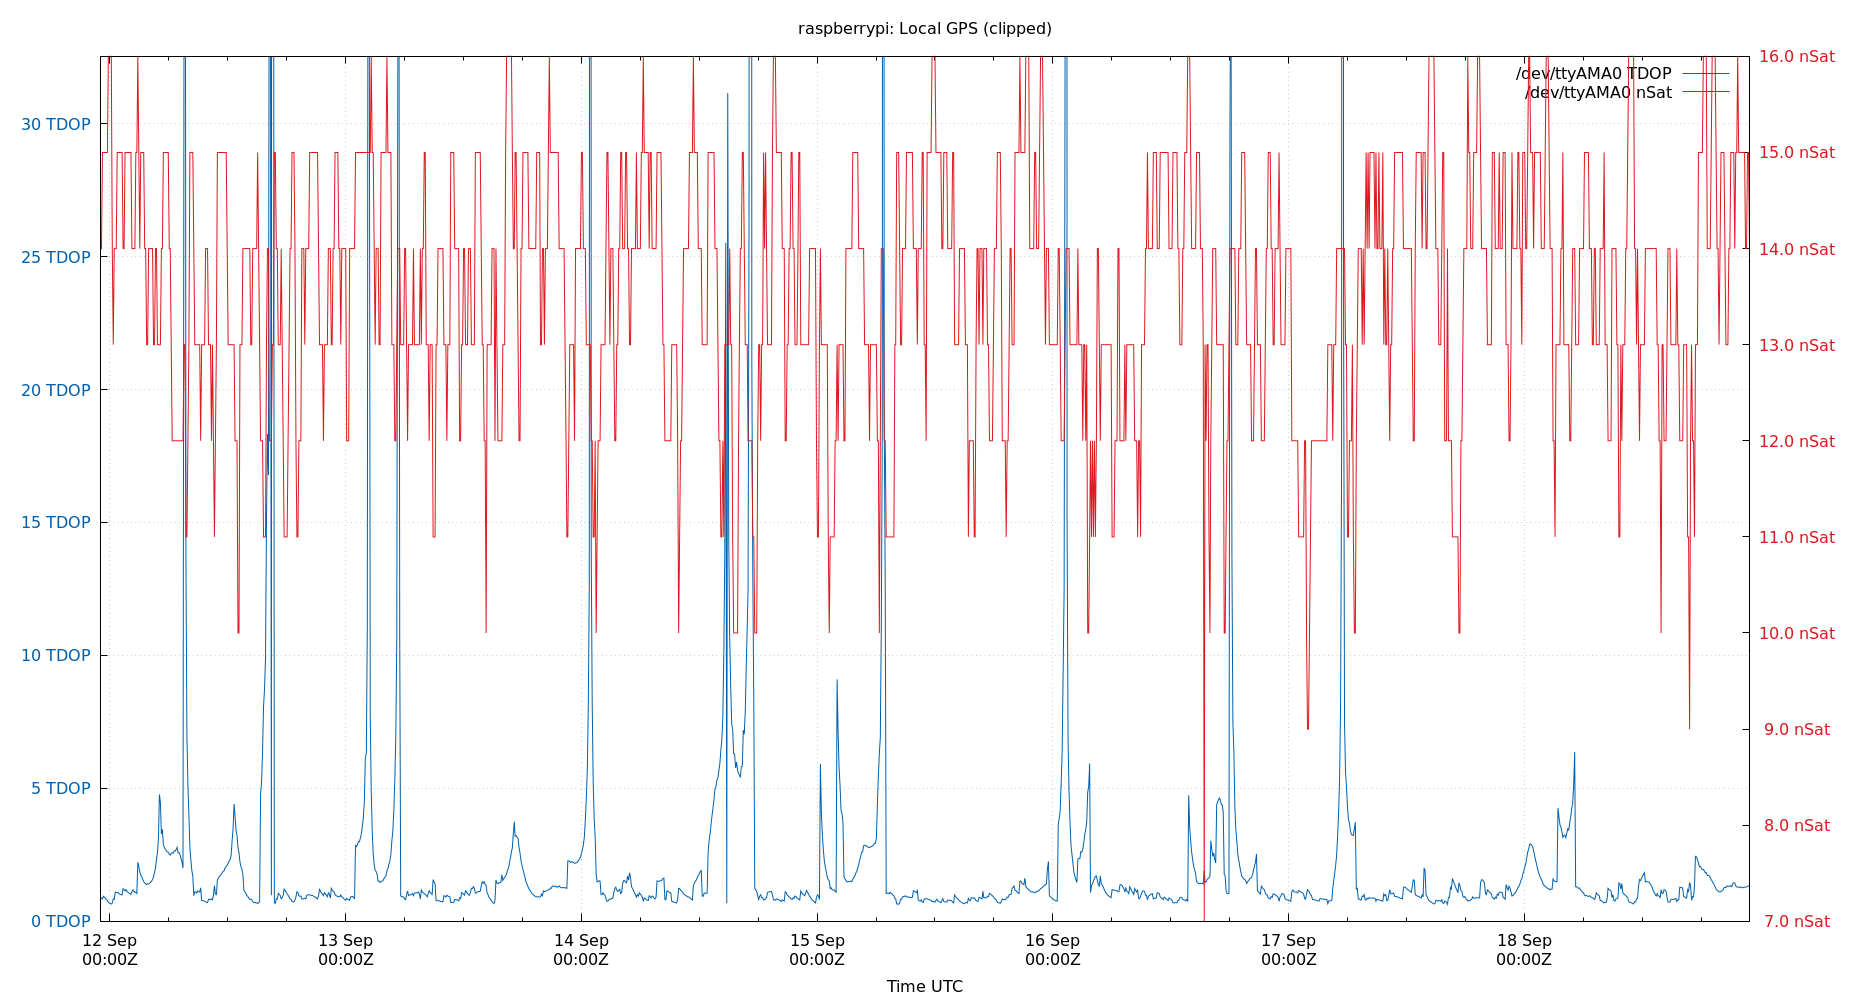 raspberrypi: Local GPS (clipped)
/dev/ttyAMA0 TDOP
/dev/ttyAMA0 nSat
30 TDOP
25 TDOP
20 TDOP
15 TDOP
10 TDOP
5 TDOP
0 TDOP
16.0 nSat
15.0 nSat
14.0 nSat
13.0 nSat
12.0 nSat
11.0 nSat
10.0 nSat
9.0 nSat
8.0 nSat
7.0 nSat
12 Sep
00:00Z
13 Sep
00:00Z
14 Sep
00:00Z
15 Sep
00:00Z
16 Sep
00:00Z
17 Sep
00:00Z
18 Sep
00:00Z
Time UTC